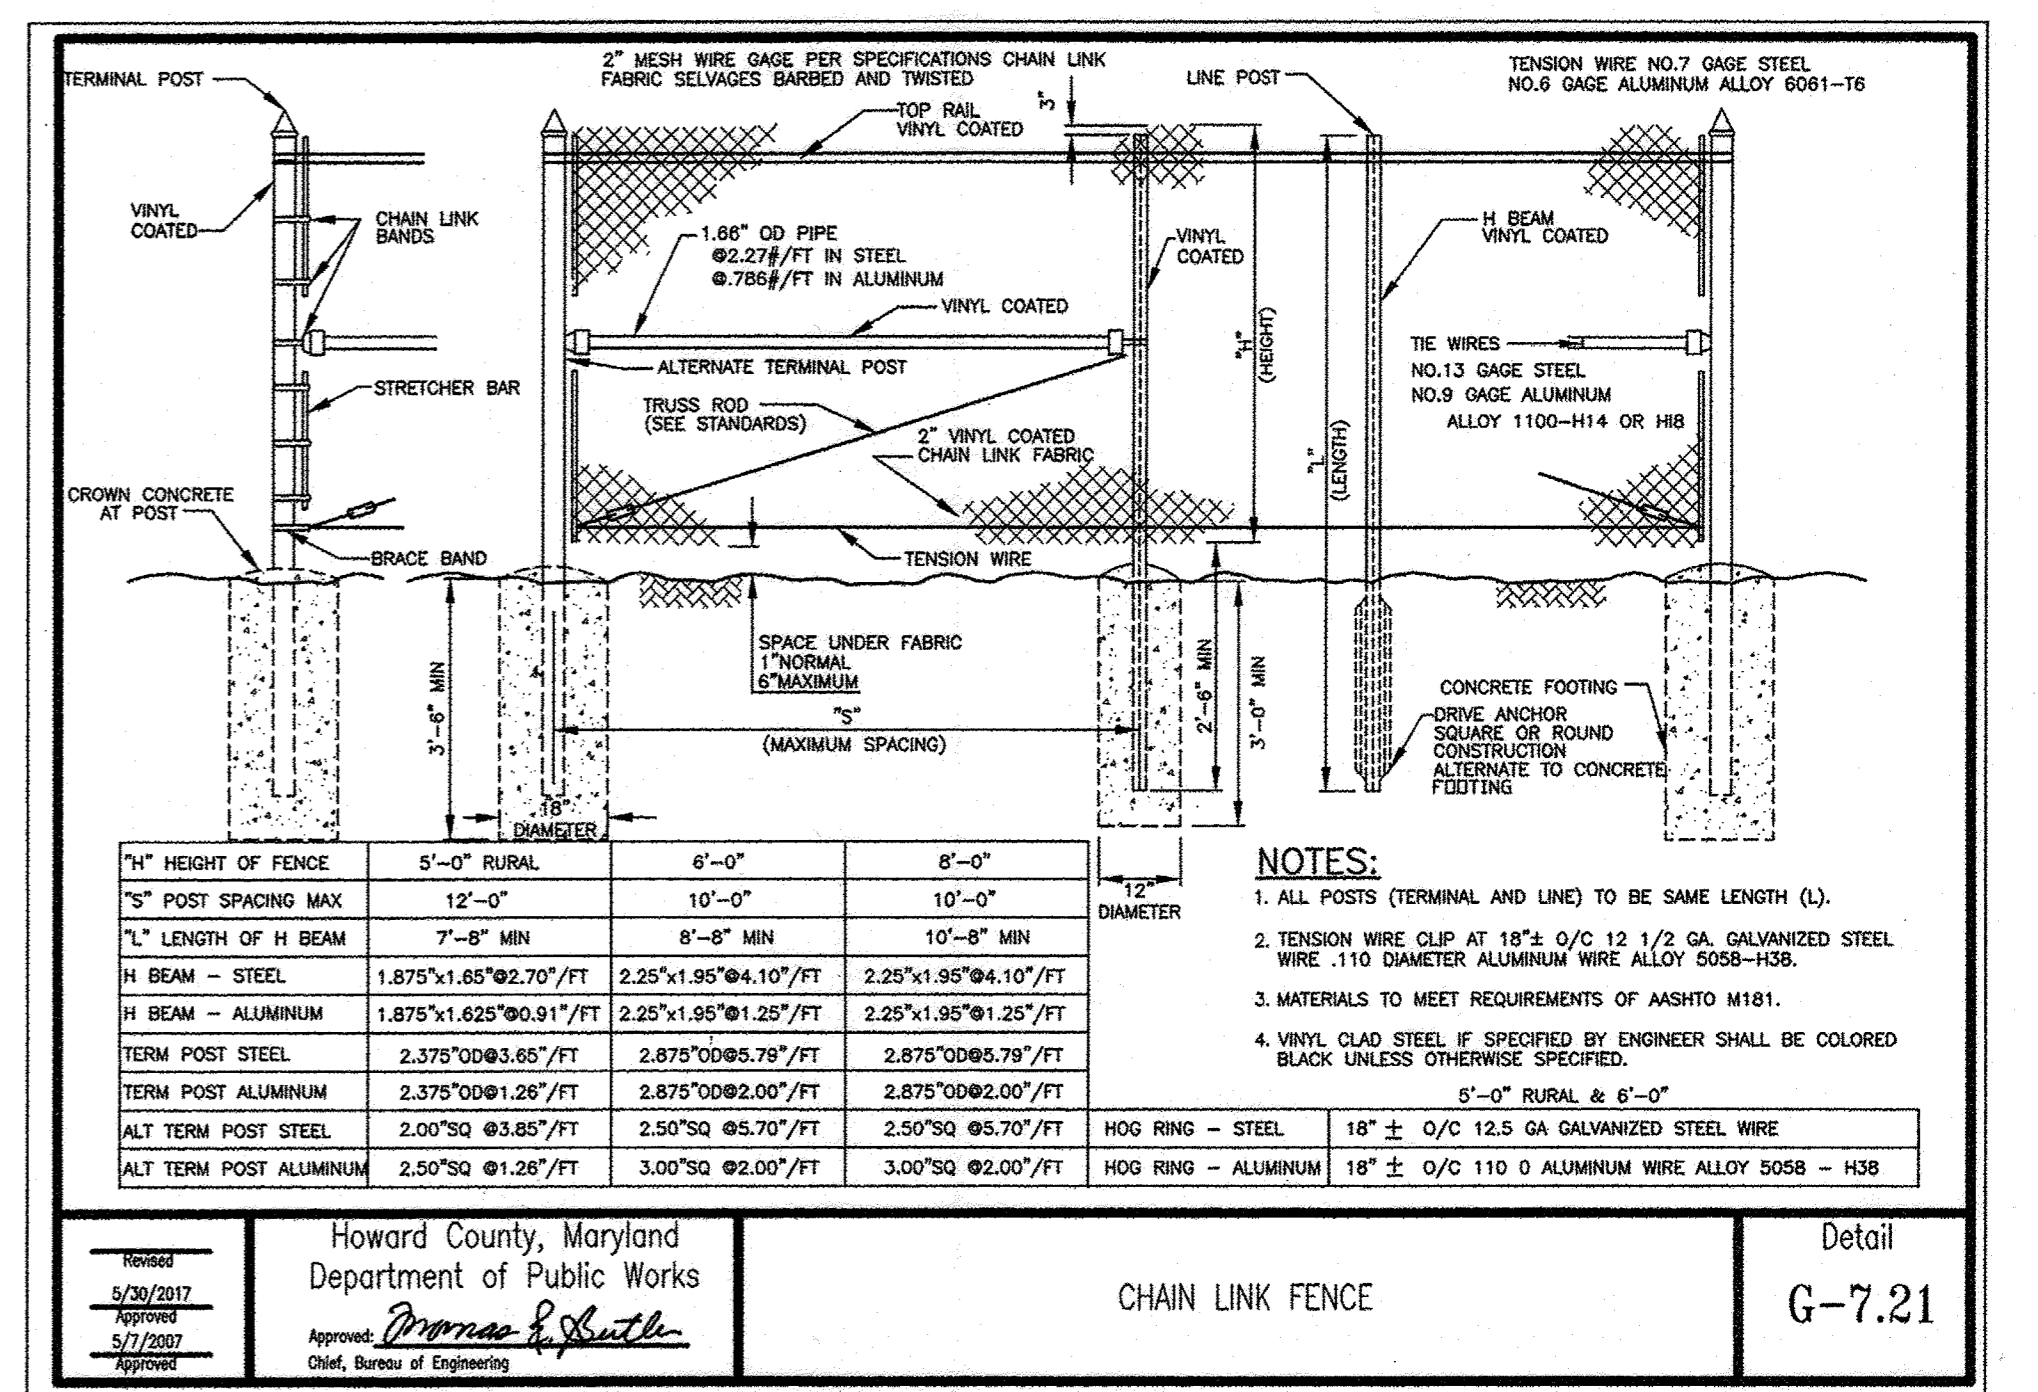 TERMINAL POST
2" MESH WIRE GAGE PER SPECIFICATIONS CHAIN LINK
FABRIC SELVAGES BARBED AND TWISTED
TOP RAIL
VINYL COATED
3"
LINE POST
TENSION WIRE NO.7 GAGE STEEL
NO.6 GAGE ALUMINUM ALLOY 6061-T6
VINYL
COATED
CHAIN LINK
BANDS
1.66" OD PIPE
@2.27#/FT IN STEEL
@.786#/FT IN ALUMINUM
VINYL
COATED
H BEAM
VINYL COATED
VINYL COATED
"H"
(HEIGHT)
ALTERNATE TERMINAL POST
STRETCHER BAR
TRUSS ROD
(SEE STANDARDS)
2" VINYL COATED
CHAIN LINK FABRIC
"L"
(LENGTH)
TIE WIRES
NO.13 GAGE STEEL
NO.9 GAGE ALUMINUM
ALLOY 1100-H14 OR HI8
CROWN CONCRETE
AT POST
BRACE BAND
TENSION WIRE
3'-6" MIN
SPACE UNDER FABRIC
1"NORMAL
6"MAXIMUM
"S"
(MAXIMUM SPACING)
2'-6" MIN
3'-0" MIN
CONCRETE FOOTING
DRIVE ANCHOR
SQUARE OR ROUND
CONSTRUCTION
ALTERNATE TO CONCRETE
FOOTING
18"
DIAMETER
12"
DIAMETER
"H" HEIGHT OF FENCE 5'-0" RURAL 6'-0" 8'-0"
"S" POST SPACING MAX 12'-0" 10'-0" 10'-0"
"L" LENGTH OF H BEAM 7'-8" MIN 8'-8" MIN 10'-8" MIN
H BEAM - STEEL 1.875"x1.65"@2.70"/FT 2.25"x1.95"@4.10"/FT 2.25"x1.95"@4.10"/FT
H BEAM - ALUMINUM 1.875"x1.625"@0.91"/FT 2.25"x1.95"@1.25"/FT 2.25"x1.95"@1.25"/FT
TERM POST STEEL 2.375"OD@3.65"/FT 2.875"OD@5.79"/FT 2.875"OD@5.79"/FT
TERM POST ALUMINUM 2.375"OD@1.26"/FT 2.875"OD@2.00"/FT 2.875"OD@2.00"/FT
ALT TERM POST STEEL 2.00"SQ @3.85"/FT 2.50"SQ @5.70"/FT 2.50"SQ @5.70"/FT
ALT TERM POST ALUMINUM 2.50"SQ @1.26"/FT 3.00"SQ @2.00"/FT 3.00"SQ @2.00"/FT
NOTES:
1. ALL POSTS (TERMINAL AND LINE) TO BE SAME LENGTH (L).
2. TENSION WIRE CLIP AT 18"± O/C 12 1/2 GA. GALVANIZED STEEL
WIRE .110 DIAMETER ALUMINUM WIRE ALLOY 5058-H38.
3. MATERIALS TO MEET REQUIREMENTS OF AASHTO M181.
4. VINYL CLAD STEEL IF SPECIFIED BY ENGINEER SHALL BE COLORED
BLACK UNLESS OTHERWISE SPECIFIED.
5'-0" RURAL & 6'-0"
HOG RING - STEEL 18" ± O/C 12.5 GA GALVANIZED STEEL WIRE
HOG RING - ALUMINUM 18" ± O/C 110 0 ALUMINUM WIRE ALLOY 5058 - H38
Revised
5/30/2017
Approved
5/7/2007
Approved
Howard County, Maryland
Department of Public Works
Approved: Thomas E. Butler
Chief, Bureau of Engineering
CHAIN LINK FENCE
Detail
G-7.21